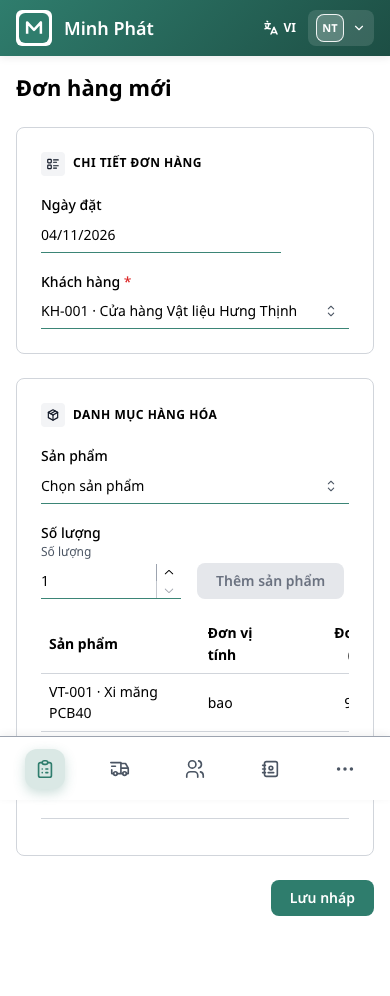 Minh Phát
VI
NT
Đơn hàng mới
CHI TIẾT ĐƠN HÀNG
Ngày đặt
04/11/2026
Khách hàng *
KH-001 · Cửa hàng Vật liệu Hưng Thịnh
DANH MỤC HÀNG HÓA
Sản phẩm
Chọn sản phẩm
Số lượng
Số lượng
1
Thêm sản phẩm
Sản phẩm
Đơn vị
tính
VT-001 · Xi măng
PCB40
bao
Lưu nháp